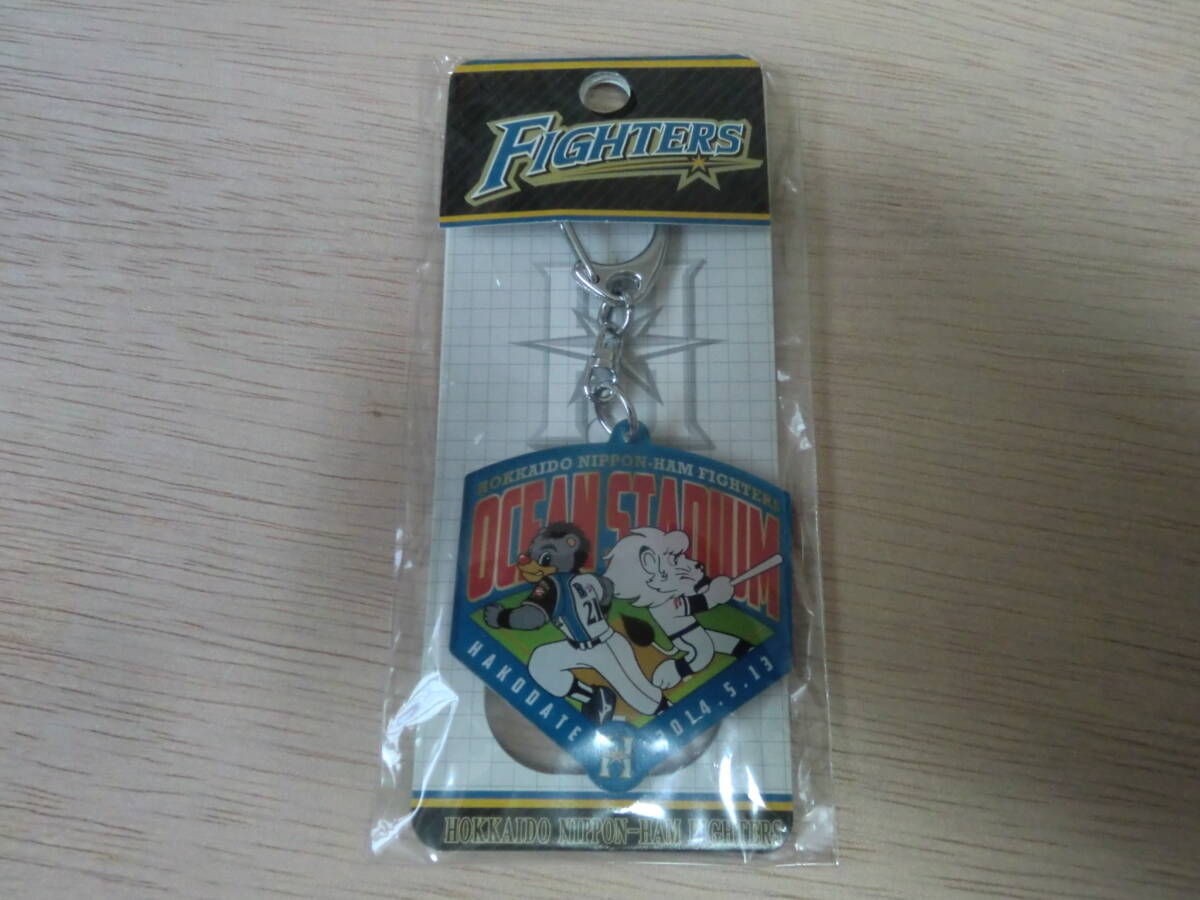 FIGHTERS
HOKKAIDO NIPPON-HAM FIGHTERS
OCEAN STADIUM
HAKODATE
2014.5.13
H
HOKKAIDO NIPPON-HAM FIGHTERS